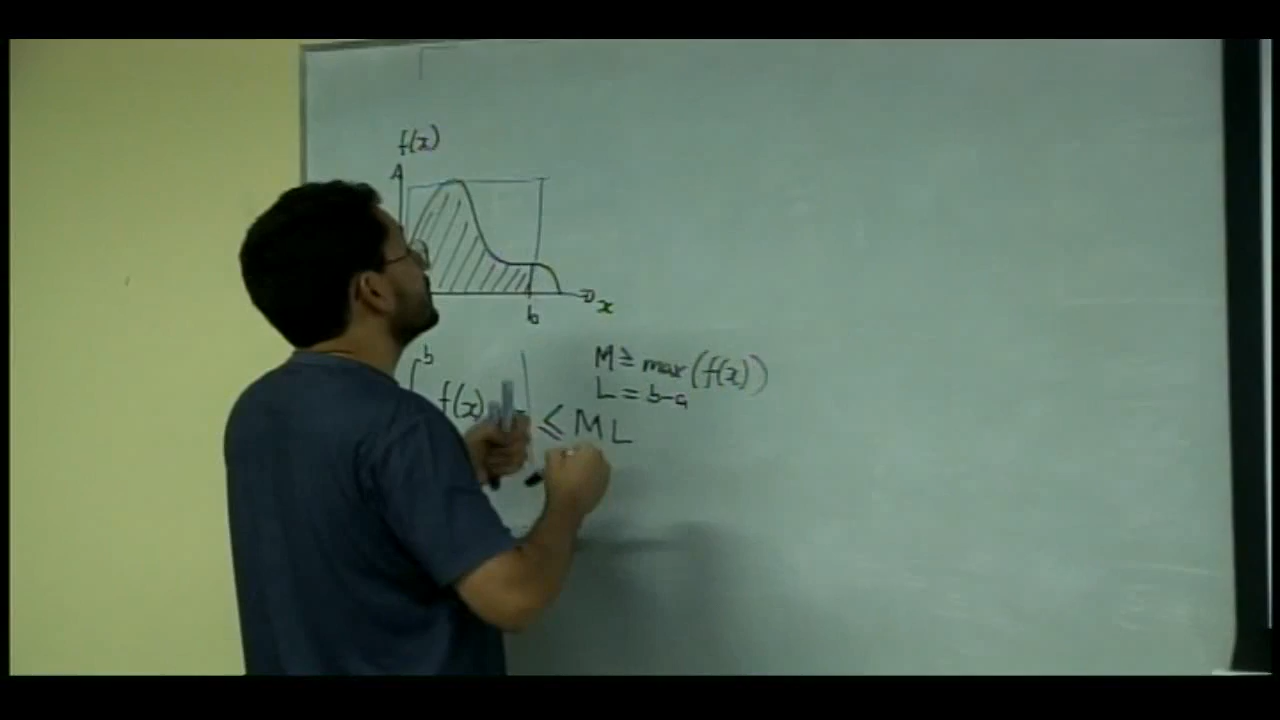 f(x)
x
b
M ≥ max (f(x))
L = b-a
b
∫ f(x) | ≤ ML